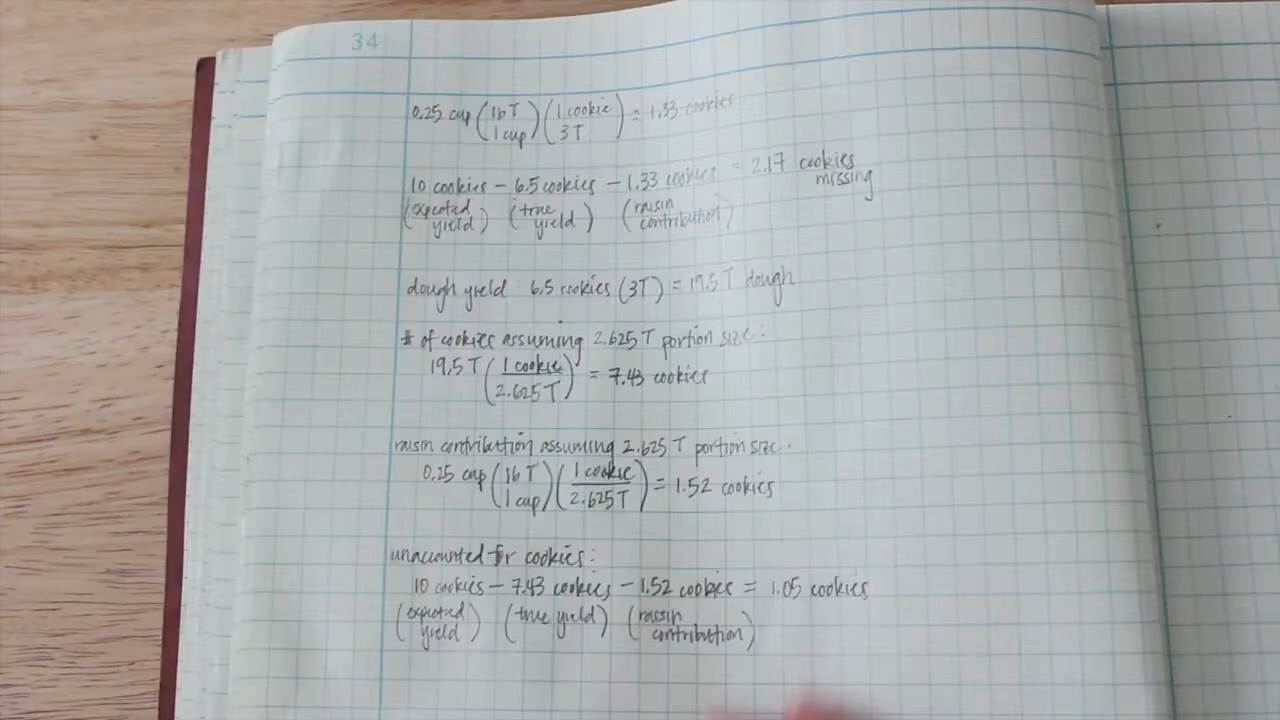 34
0.25 cup (16T / 1 cup)(1 cookie / 3T) = 1.33 cookies
10 cookies – 6.5 cookies – 1.33 cookies = 2.17 cookies missing
(expected yield) (true yield) (raisin contribution)
dough yield: 6.5 cookies (3T) = 19.5 T dough
# of cookies assuming 2.625 T portion size:
19.5 T (1 cookie / 2.625 T) = 7.43 cookies
raisin contribution assuming 2.625 T portion size:
0.25 cup (16 T / 1 cup)(1 cookie / 2.625 T) = 1.52 cookies
unaccounted for cookies:
10 cookies – 7.43 cookies – 1.52 cookies = 1.05 cookies
(expected yield) (true yield) (raisin contribution)